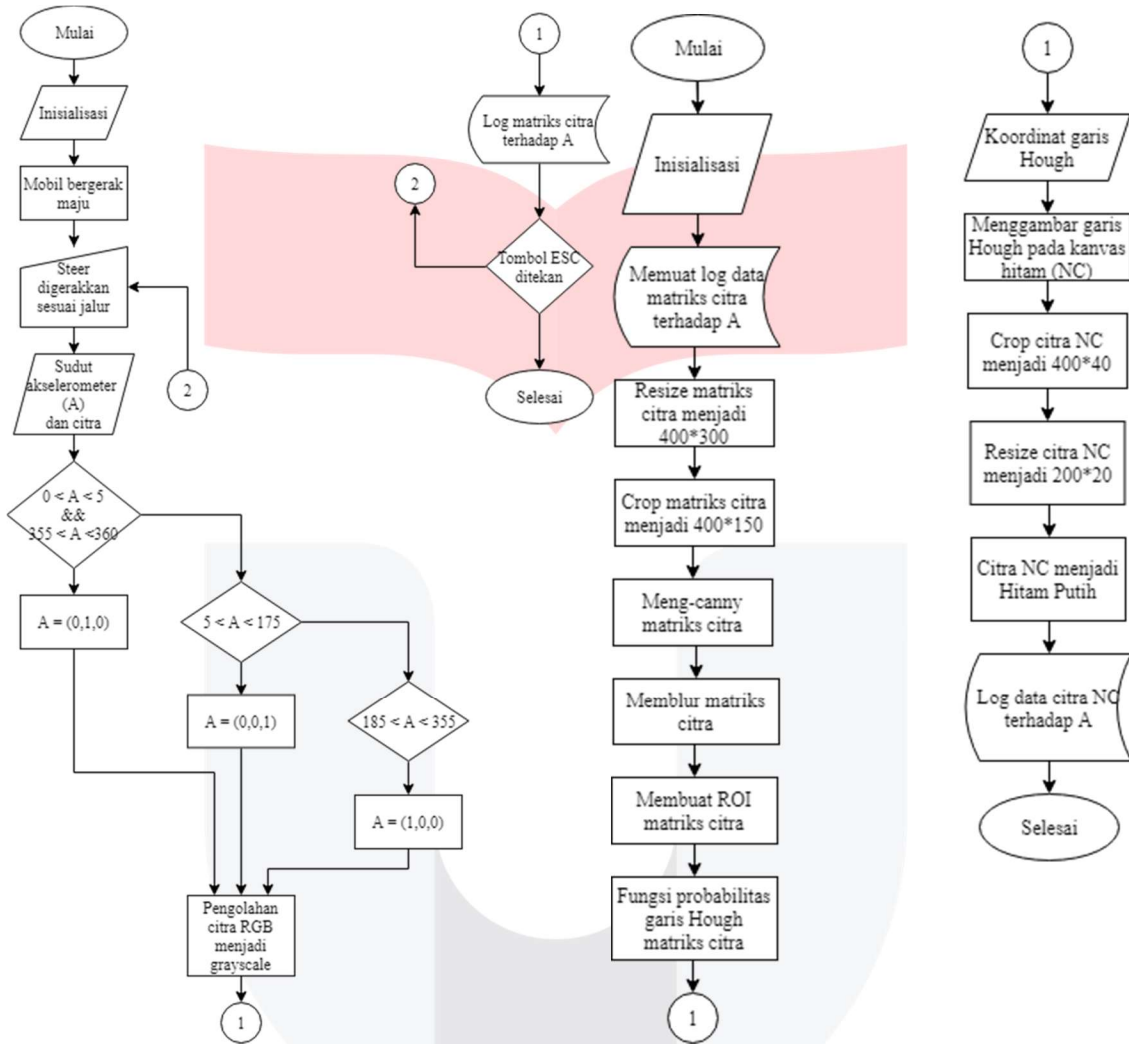 Mulai
Inisialisasi
Mobil bergerak
maju
Steer
digerakkan
sesuai jalur
Sudut
akselerometer
(A)
dan citra
2
0 < A < 5
&&
355 < A <360
A = (0,1,0)
5 < A < 175
A = (0,0,1)
185 < A < 355
A = (1,0,0)
Pengolahan
citra RGB
menjadi
grayscale
1
1
Log matriks citra
terhadap A
2
Tombol ESC
ditekan
Selesai
Mulai
Inisialisasi
Memuat log data
matriks citra
terhadap A
Resize matriks
citra menjadi
400*300
Crop matriks citra
menjadi 400*150
Meng-canny
matriks citra
Memblur matriks
citra
Membuat ROI
matriks citra
Fungsi probabilitas
garis Hough
matriks citra
1
1
Koordinat garis
Hough
Menggambar garis
Hough pada kanvas
hitam (NC)
Crop citra NC
menjadi 400*40
Resize citra NC
menjadi 200*20
Citra NC menjadi
Hitam Putih
Log data citra NC
terhadap A
Selesai